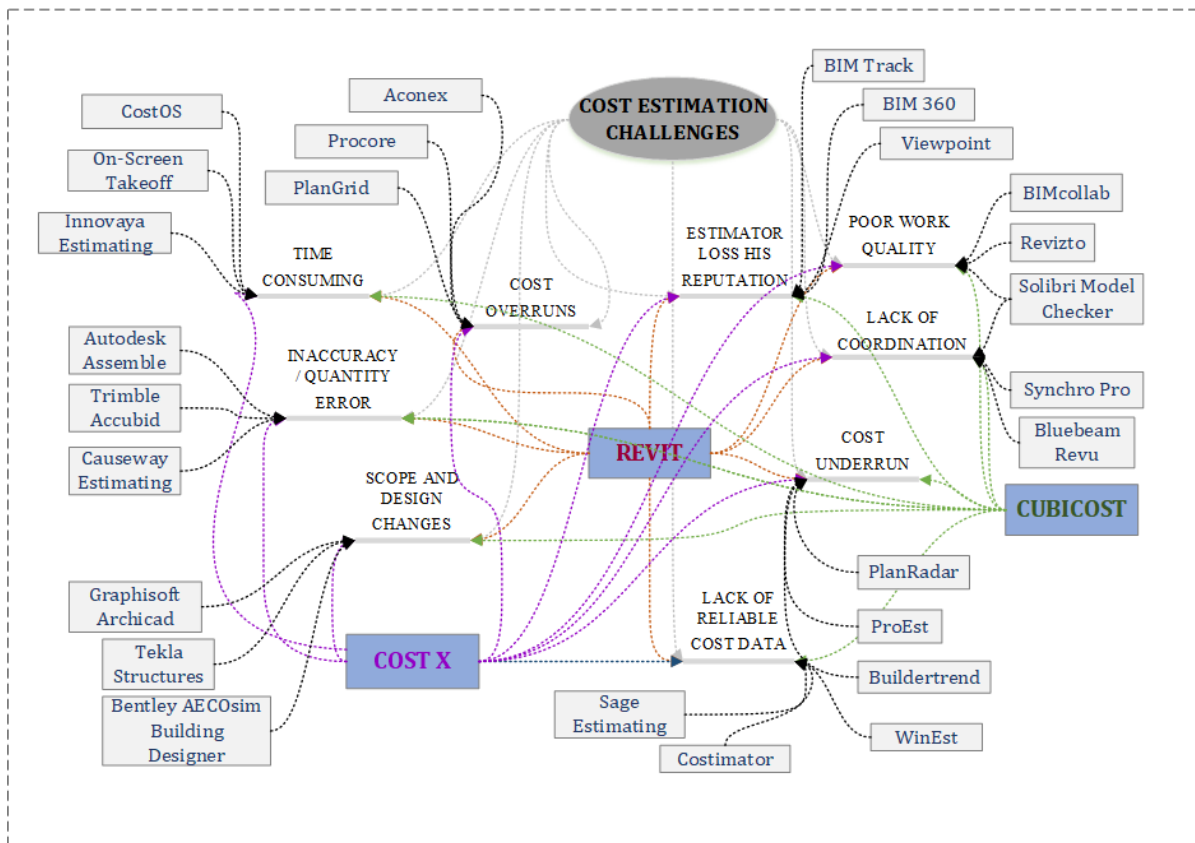 COST ESTIMATION
CHALLENGES
BIM Track
BIM 360
Viewpoint
Aconex
Procore
PlanGrid
CostOS
On-Screen
Takeoff
Innovaya
Estimating
TIME
CONSUMING
COST
OVERRUNS
ESTIMATOR
LOSS HIS
REPUTATION
POOR WORK
QUALITY
BIMcollab
Revizto
Solibri Model
Checker
LACK OF
COORDINATION
Synchro Pro
Bluebeam
Revu
Autodesk
Assemble
Trimble
Accubid
Causeway
Estimating
INACCURACY
/ QUANTITY
ERROR
REVIT
COST
UNDERRUN
CUBICOST
SCOPE AND
DESIGN
CHANGES
Graphisoft
Archicad
Tekla
Structures
Bentley AECOsim
Building
Designer
COST X
LACK OF
RELIABLE
COST DATA
PlanRadar
ProEst
Buildertrend
WinEst
Sage
Estimating
Costimator